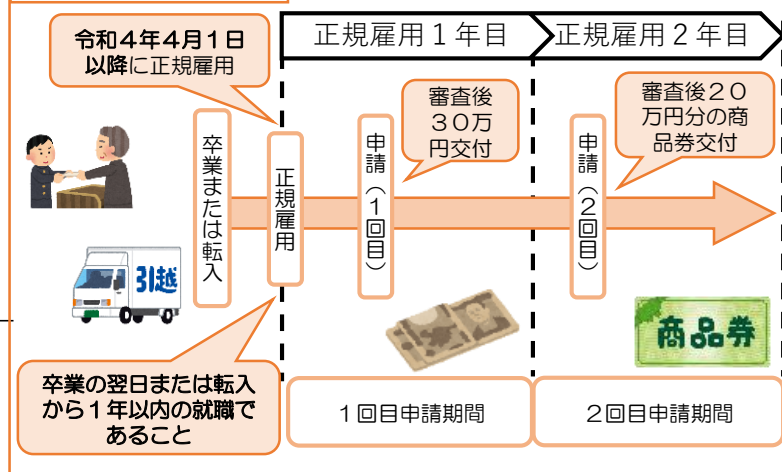 正規雇用１年目
正規雇用２年目
令和４年４月１日
以降に正規雇用
審査後
３０万
円交付
審査後２０
万円分の商
品券交付
卒業または転入
正規雇用
申請（１回目）
申請（２回目）
引越
商品券
卒業の翌日または転入
から１年以内の就職で
あること
１回目申請期間
２回目申請期間